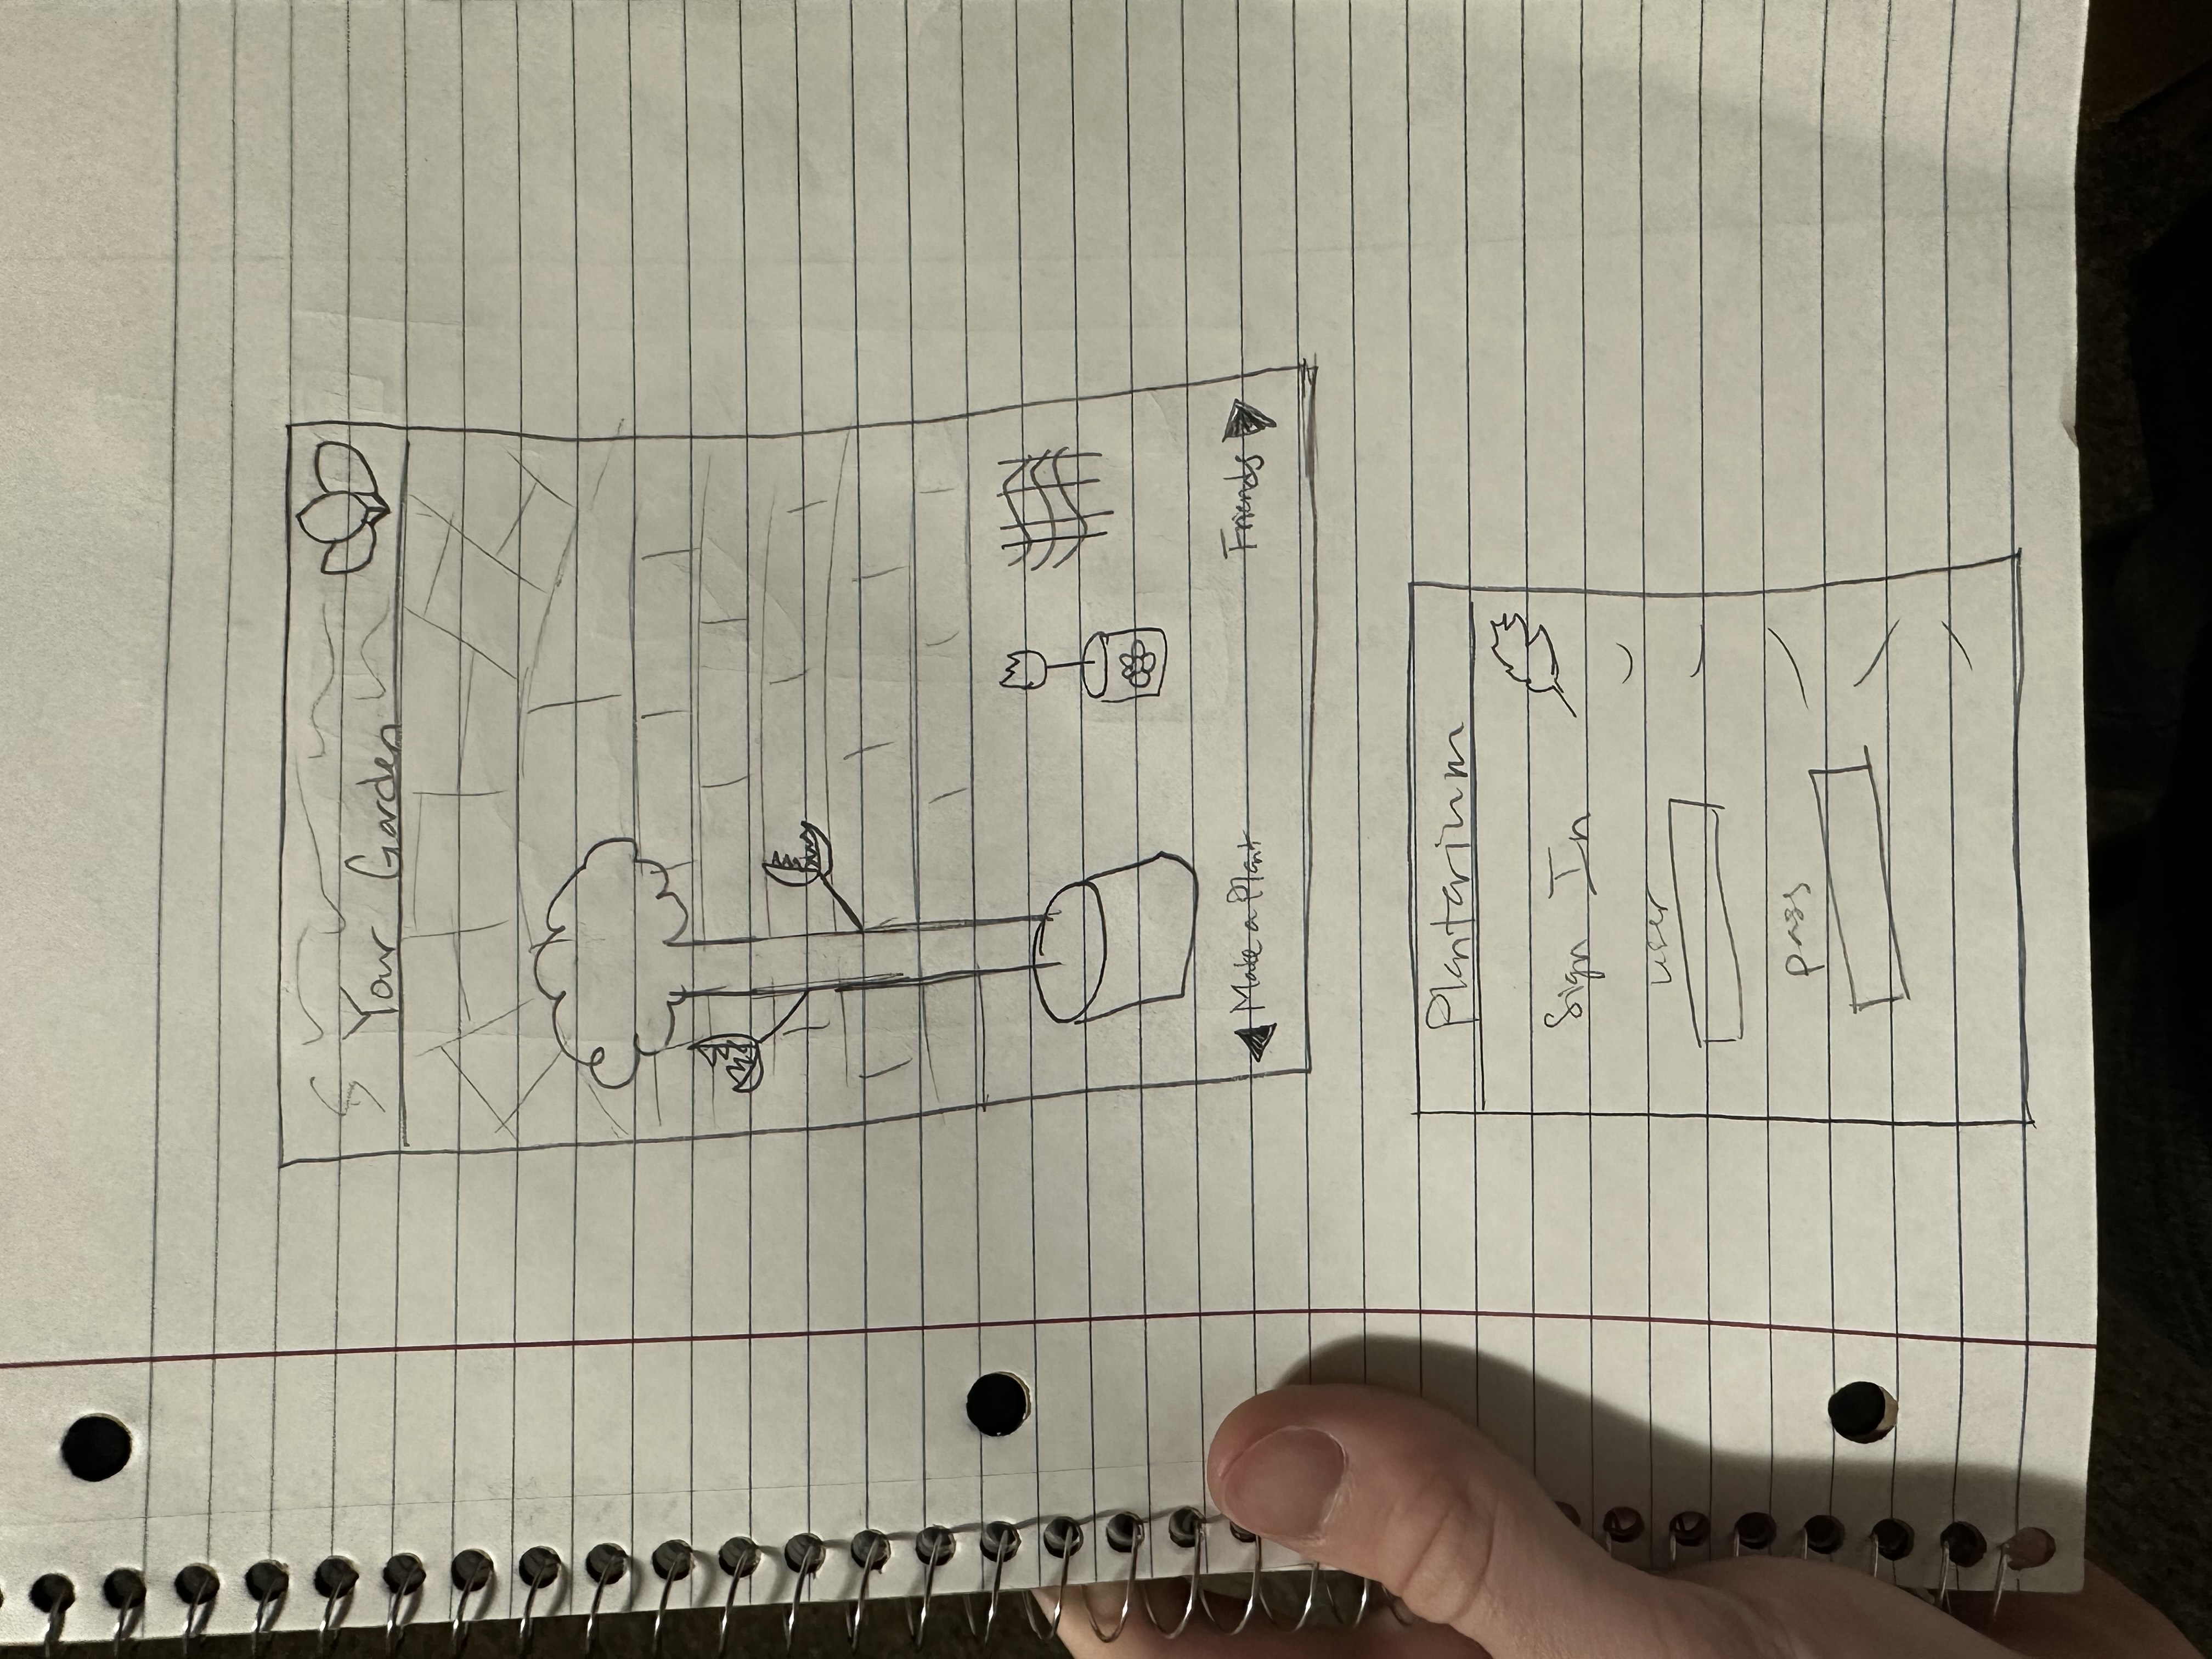 Your Garden
Make a Plant
Friends
Plantarium
Sign In
user
pass